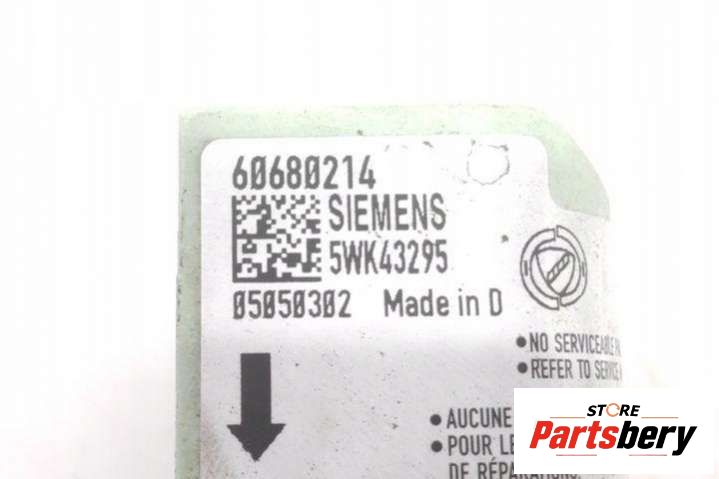 60680214
SIEMENS
5WK43295
05050302 Made in D
• NO SERVICEABLE
• REFER TO SERVICE
• AUCUNE
• POUR LE
DE RÉPARATIONS.
STORE
Partsbery